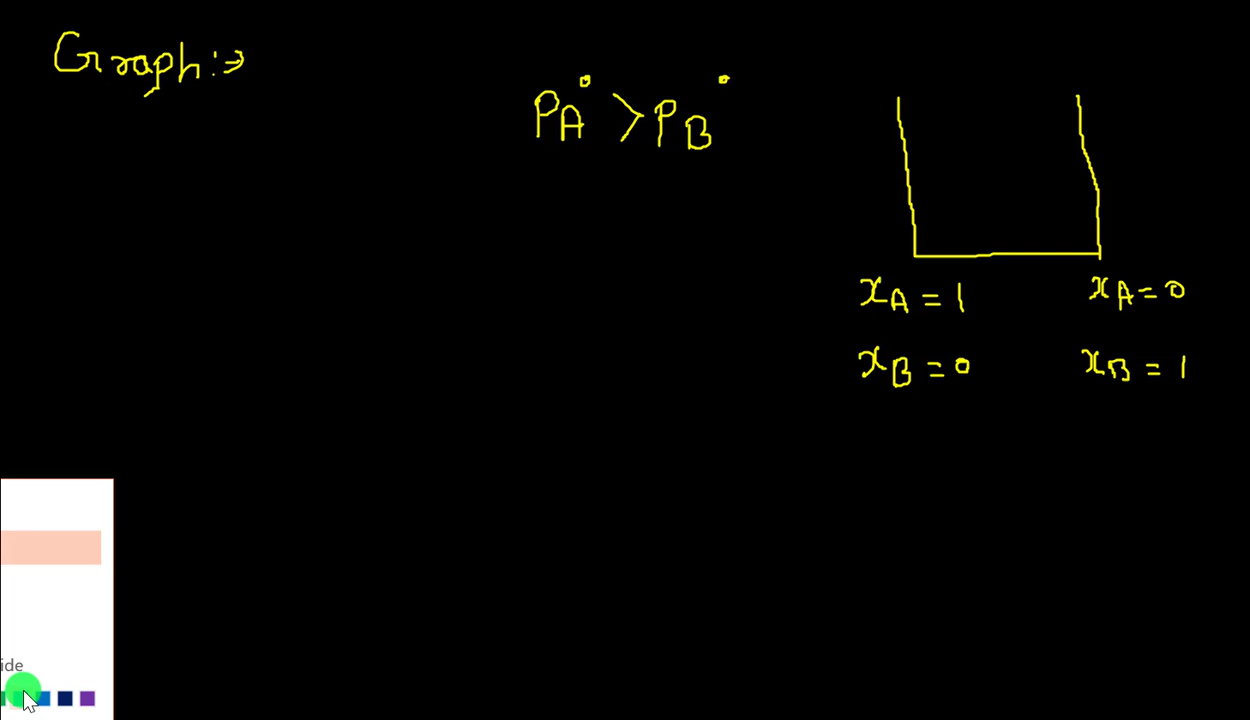 Graph :→
PA° > PB°
xA = 1 xA = 0
xB = 0 xB = 1
ide